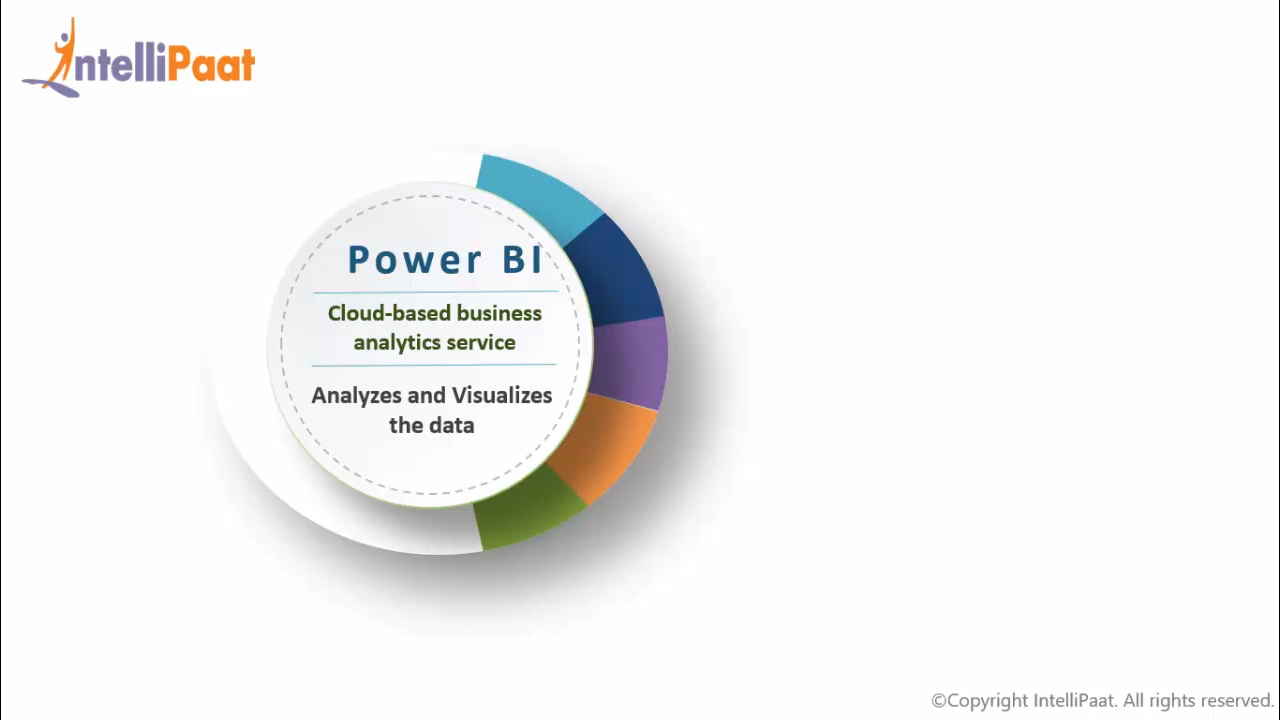 IntelliPaat
Power BI
Cloud-based business
analytics service
Analyzes and Visualizes
the data
©Copyright IntelliPaat. All rights reserved.